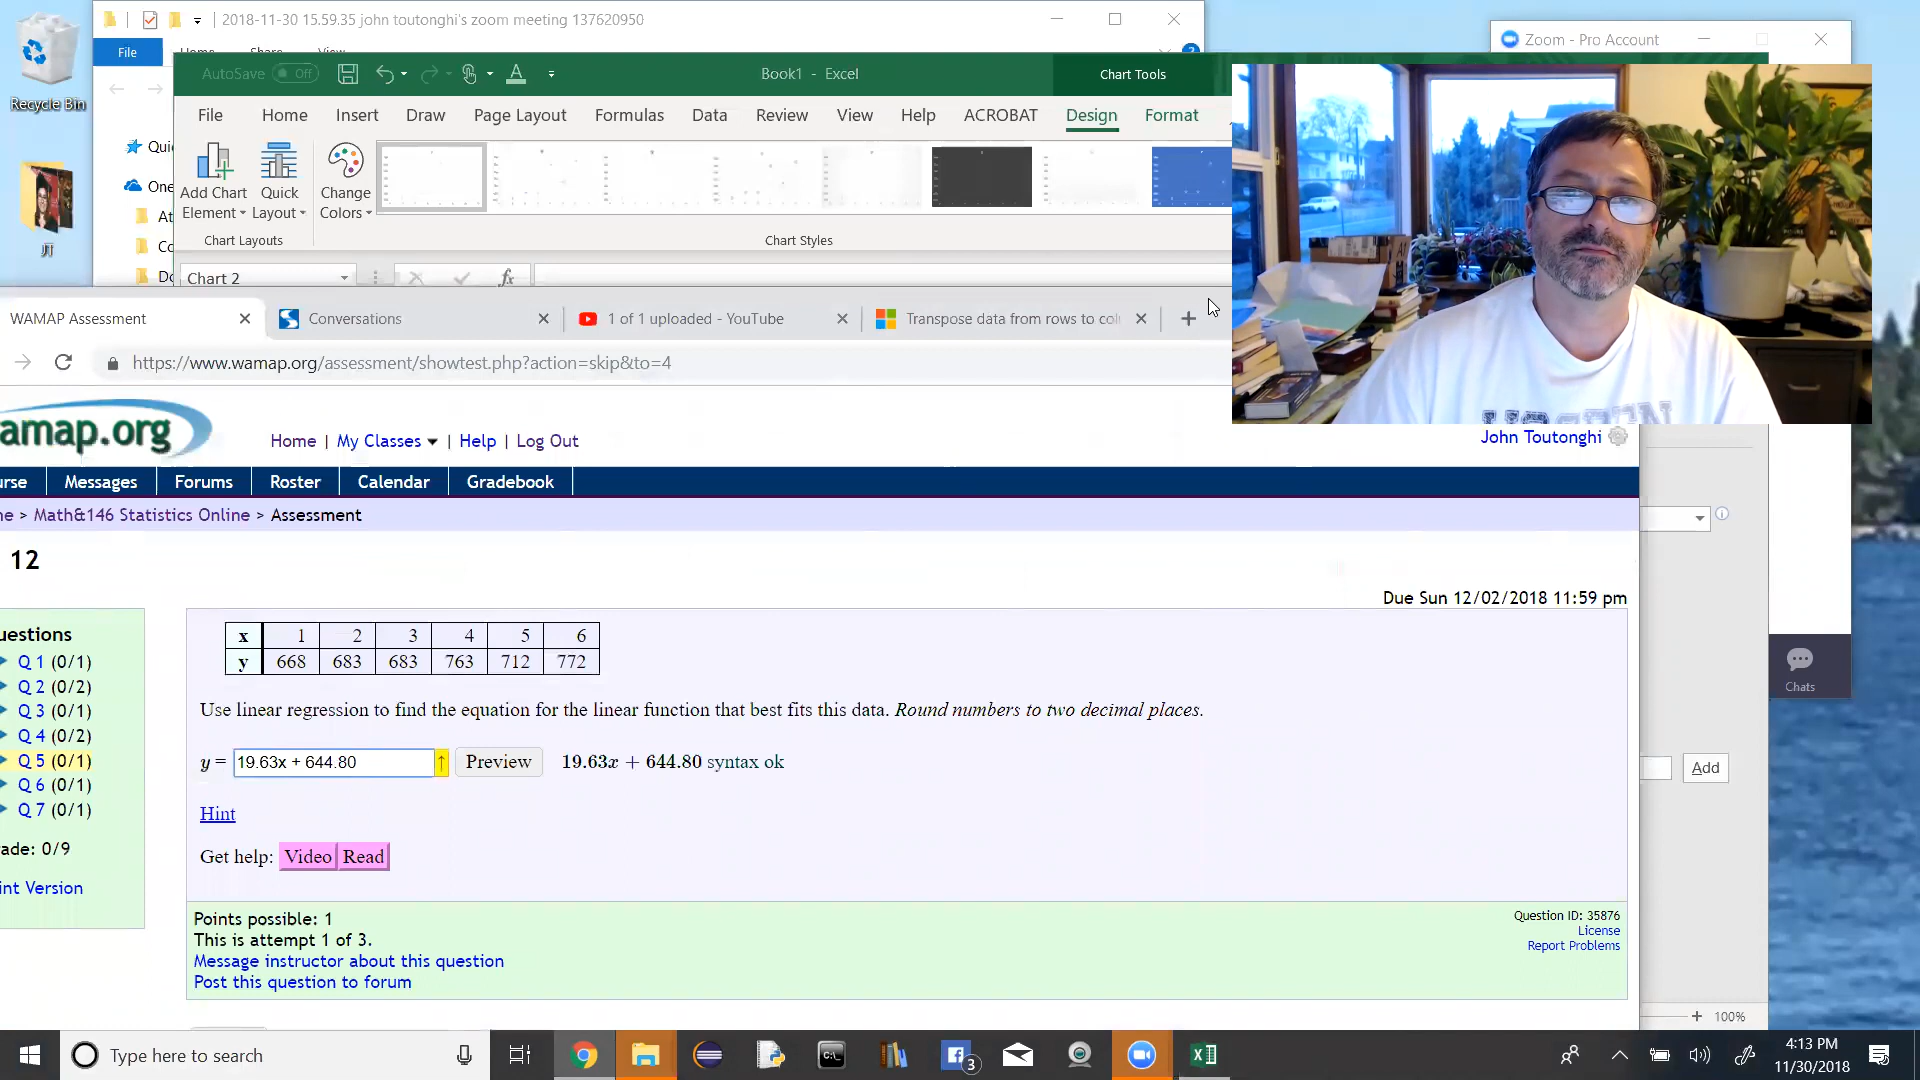 2018-11-30 15.59.35 john toutonghi's zoom meeting 137620950
Zoom - Pro Account
File
AutoSave Off
Book1 - Excel
Chart Tools
Recycle Bin
File Home Insert Draw Page Layout Formulas Data Review View Help ACROBAT Design Format
Add Chart Element
Quick Layout
Change Colors
Chart Layouts
Chart Styles
JT
Chart 2
fx
WAMAP Assessment
Conversations
1 of 1 uploaded - YouTube
Transpose data from rows to col
https://www.wamap.org/assessment/showtest.php?action=skip&to=4
amap.org
Home | My Classes | Help | Log Out
John Toutonghi
Messages Forums Roster Calendar Gradebook
> Math&146 Statistics Online > Assessment
12
Due Sun 12/02/2018 11:59 pm
uestions
Q 1 (0/1)
Q 2 (0/2)
Q 3 (0/1)
Q 4 (0/2)
Q 5 (0/1)
Q 6 (0/1)
Q 7 (0/1)
ade: 0/9
int Version
x 1 2 3 4 5 6
y 668 683 683 763 712 772
Use linear regression to find the equation for the linear function that best fits this data. Round numbers to two decimal places.
y = 19.63x + 644.80 ↑ Preview 19.63x + 644.80 syntax ok
Hint
Get help: Video Read
Points possible: 1
This is attempt 1 of 3.
Message instructor about this question
Post this question to forum
Question ID: 35876
License
Report Problems
Chats
Add
100%
Type here to search
3
4:13 PM
11/30/2018